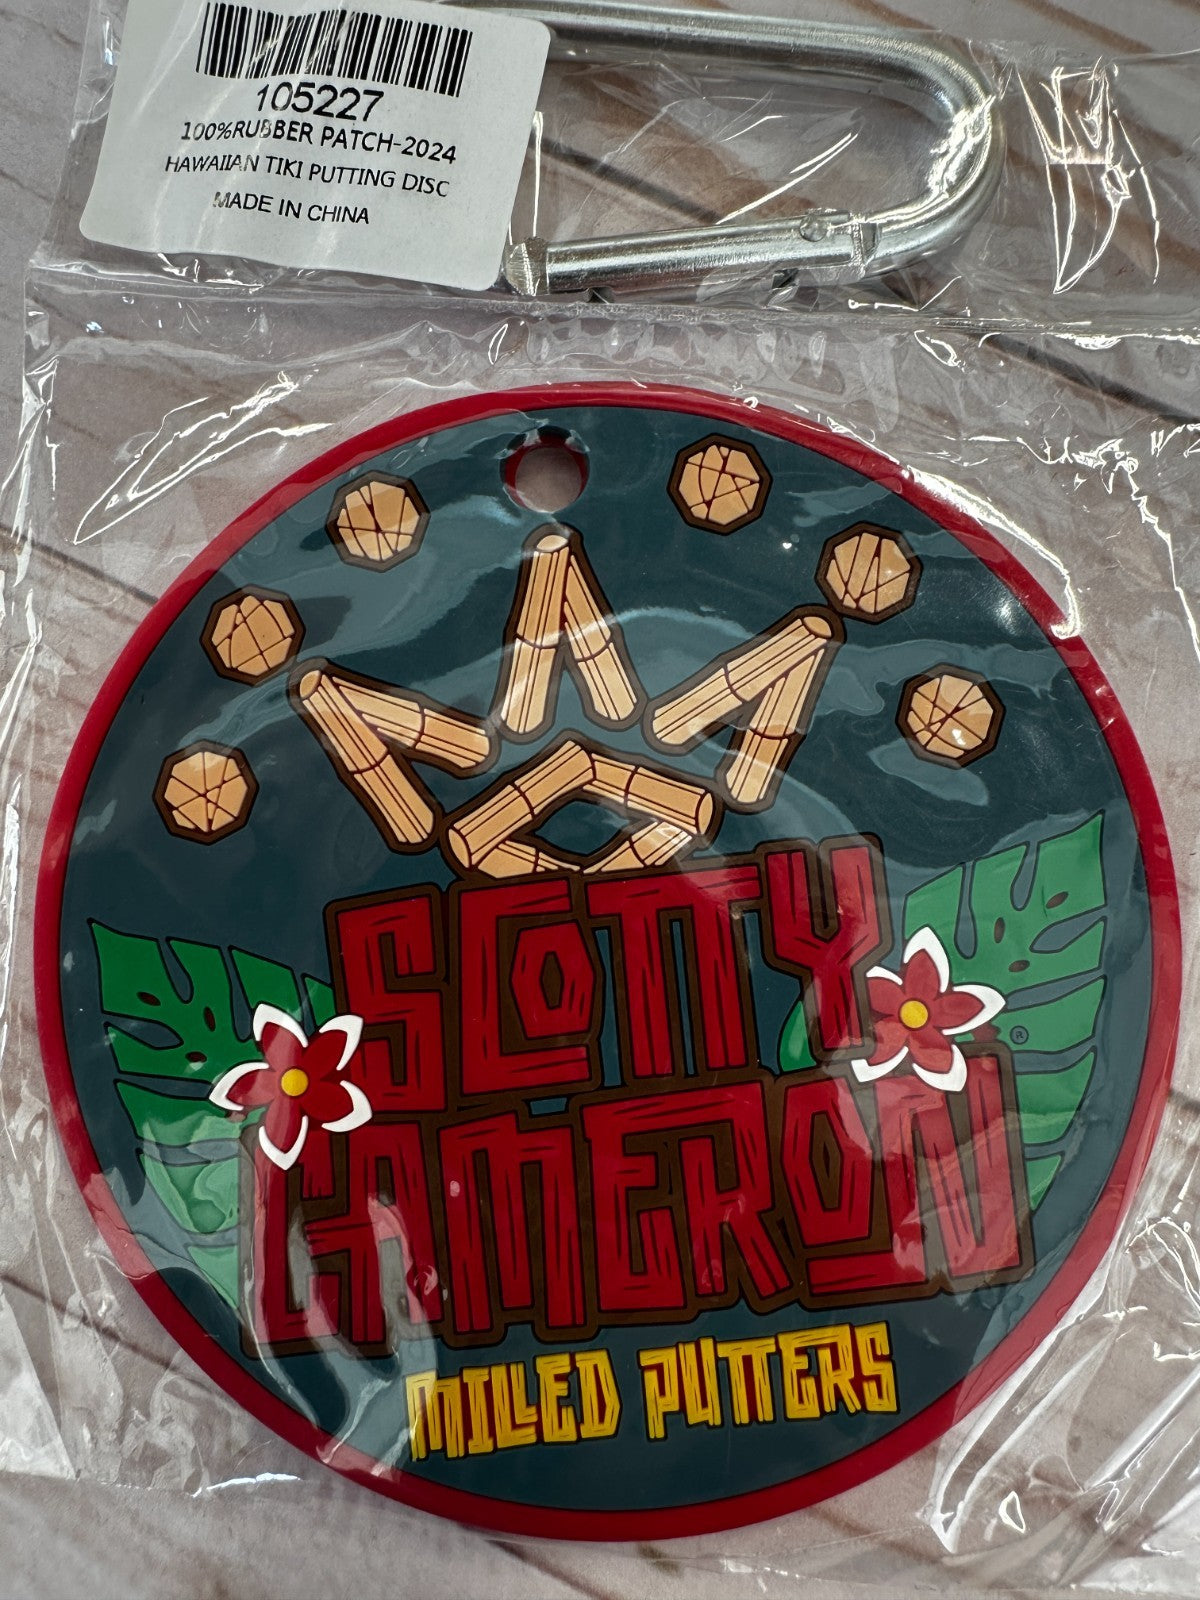 105227
100%RUBBER PATCH-2024
HAWAIIAN TIKI PUTTING DISC
MADE IN CHINA
SCOTTY
®
CAMERON
MILLED PUTTERS